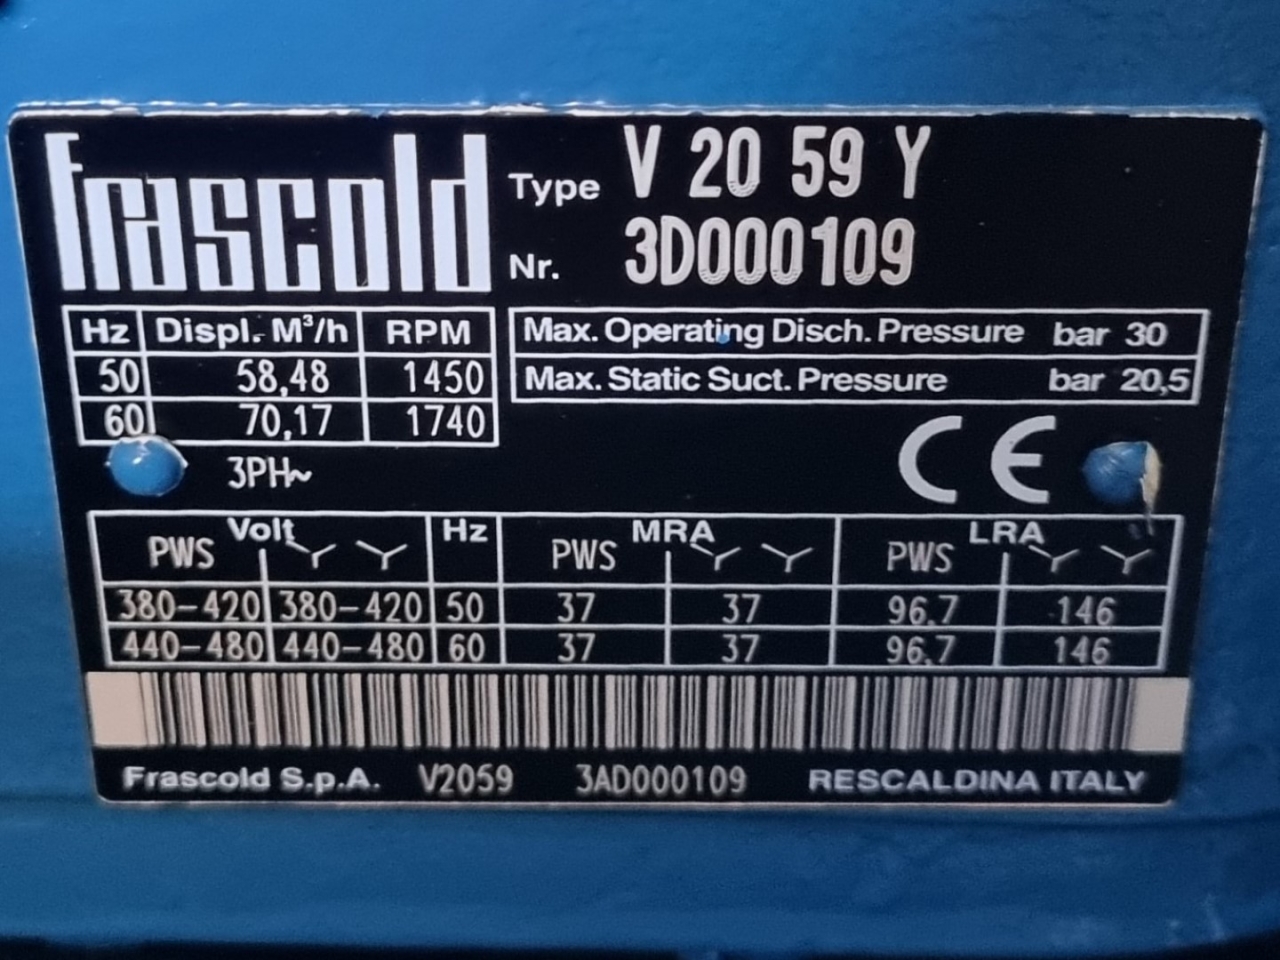 frascold
Type V 20 59 Y
Nr. 3D000109
Hz Displ. M³/h RPM
50 58,48 1450
60 70,17 1740
Max. Operating Disch. Pressure bar 30
Max. Static Suct. Pressure bar 20,5
3PH~
CE
Volt Hz MRA LRA
PWS PWS PWS
380-420 380-420 50 37 37 96.7 146
440-480 440-480 60 37 37 96.7 146
Frascold S.p.A. V2059 3AD000109 RESCALDINA ITALY